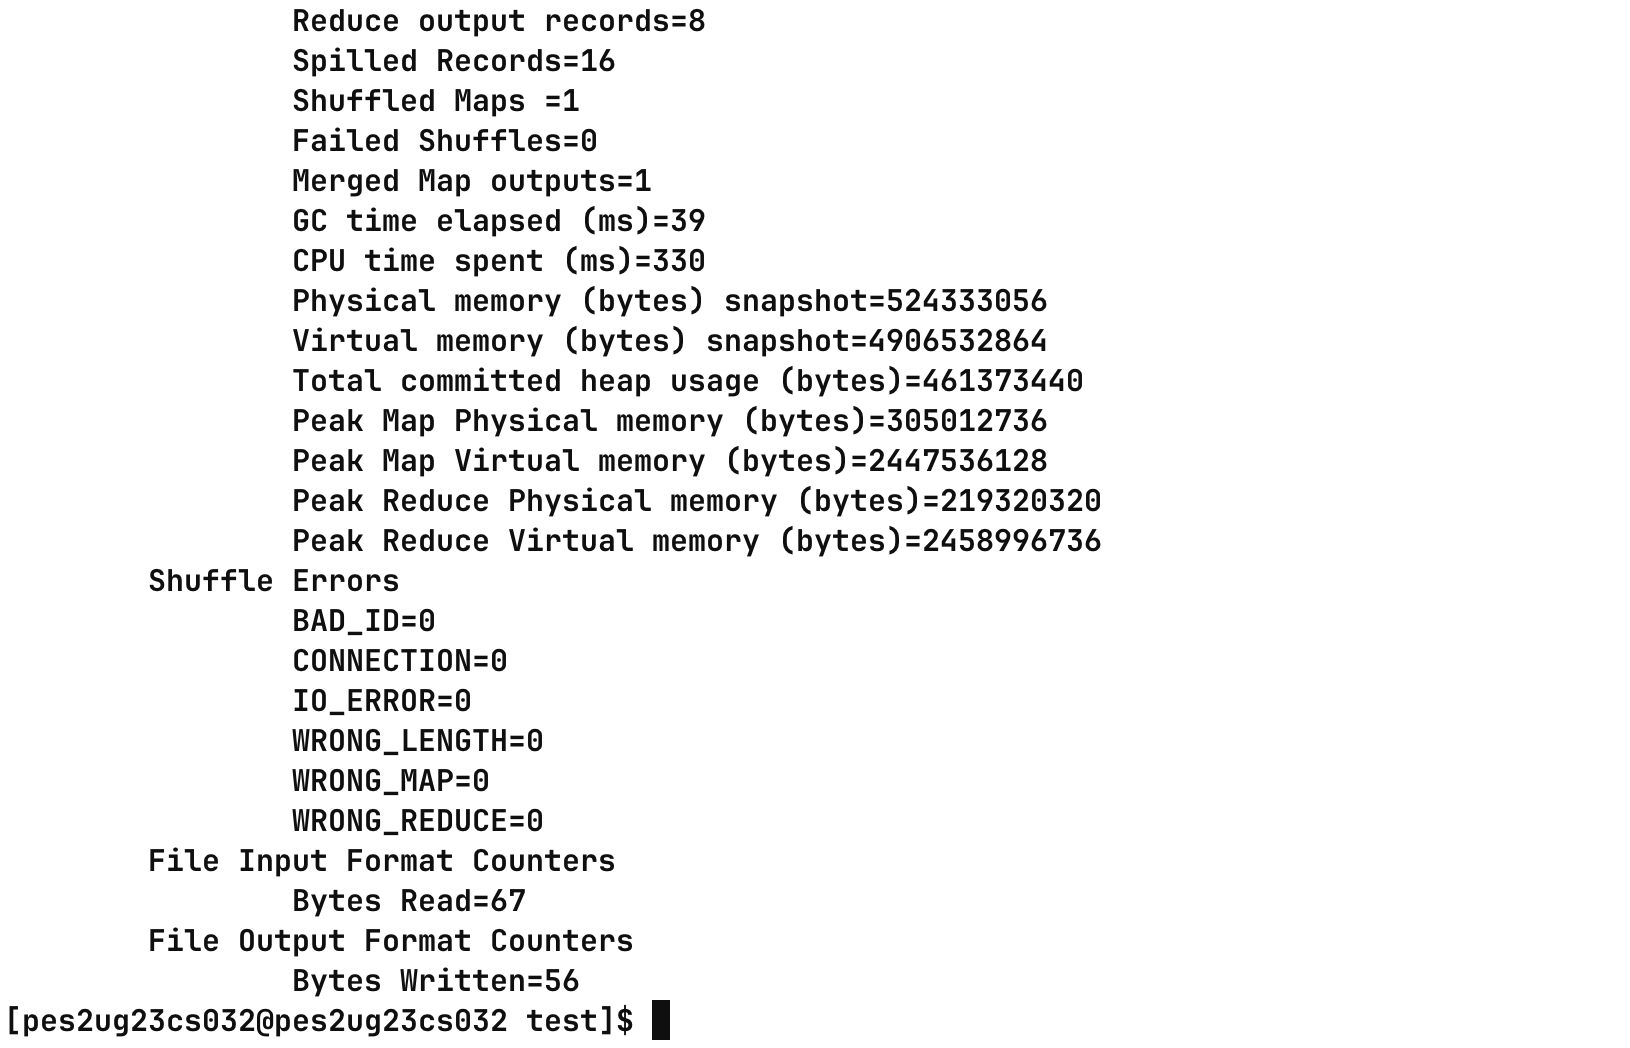 Reduce output records=8
Spilled Records=16
Shuffled Maps =1
Failed Shuffles=0
Merged Map outputs=1
GC time elapsed (ms)=39
CPU time spent (ms)=330
Physical memory (bytes) snapshot=524333056
Virtual memory (bytes) snapshot=4906532864
Total committed heap usage (bytes)=461373440
Peak Map Physical memory (bytes)=305012736
Peak Map Virtual memory (bytes)=2447536128
Peak Reduce Physical memory (bytes)=219320320
Peak Reduce Virtual memory (bytes)=2458996736
Shuffle Errors
BAD_ID=0
CONNECTION=0
IO_ERROR=0
WRONG_LENGTH=0
WRONG_MAP=0
WRONG_REDUCE=0
File Input Format Counters
Bytes Read=67
File Output Format Counters
Bytes Written=56
[pes2ug23cs032@pes2ug23cs032 test]$